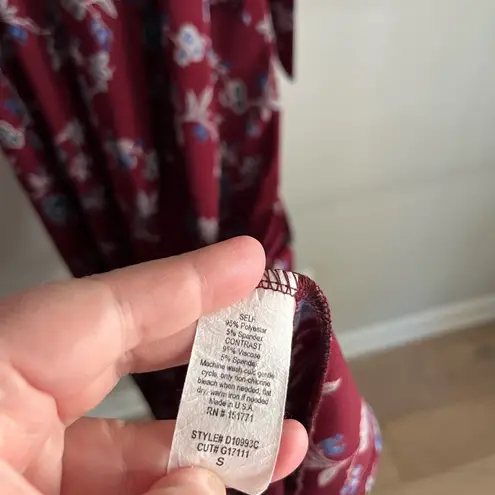 SELF
95% Polyester
5% Spandex
CONTRAST
95% Viscose
5% Spandex
Machine wash cold gentle
cycle, only non-chlorine
bleach when needed, flat
dry, warm iron if needed
Made in U.S.A.
RN # 151771
STYLE# D10993C
CUT# G17111
S